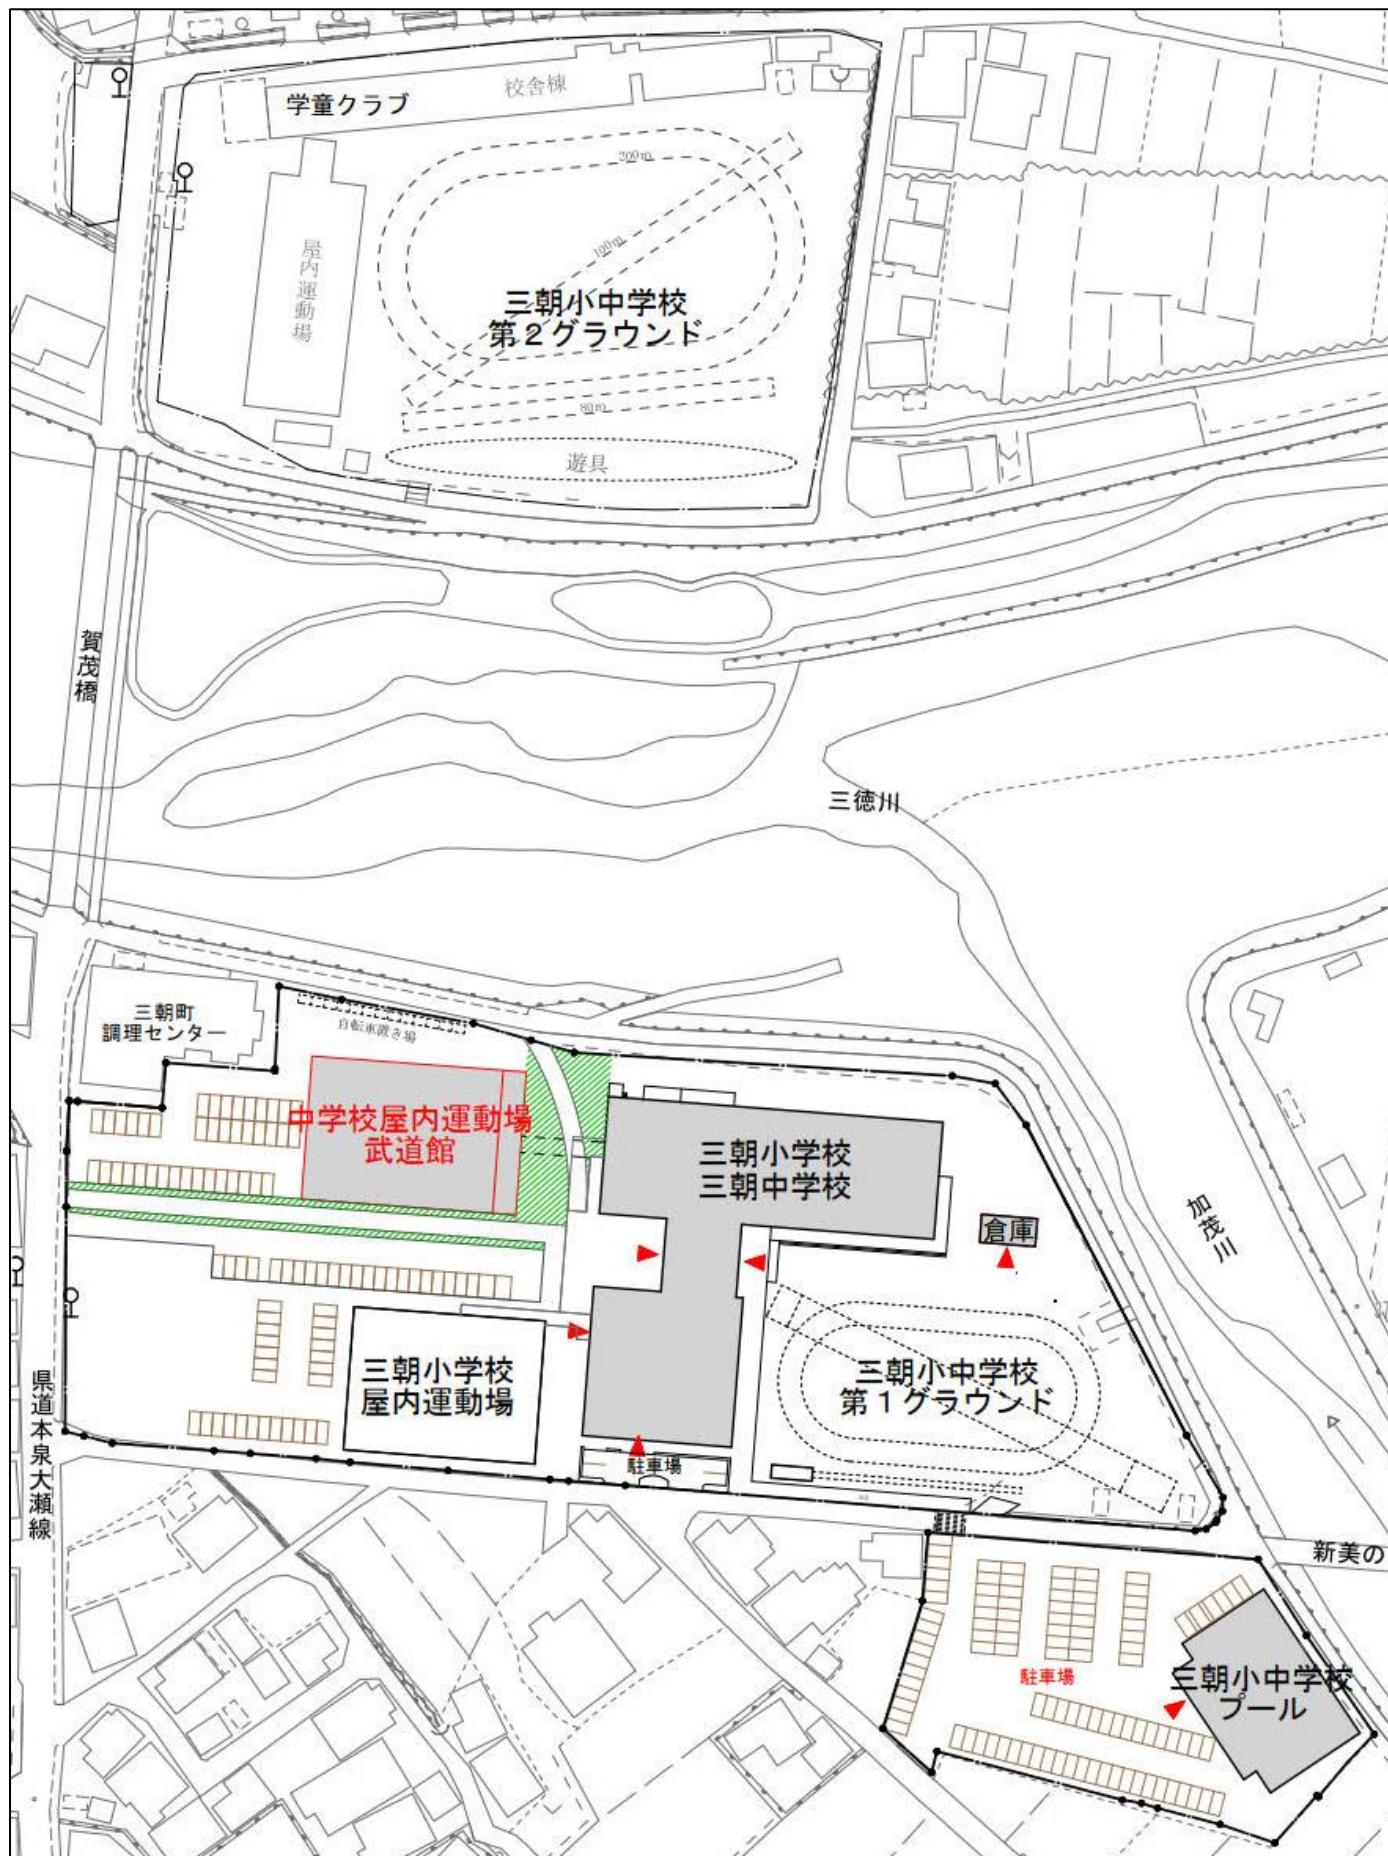 校舎棟
学童クラブ
200m
屋内運動場
100m
三朝小中学校
第２グラウンド
80m
遊具
賀茂橋
三徳川
三朝町
調理センター
自転車置き場
中学校屋内運動場
武道館
三朝小学校
三朝中学校
倉庫
加茂川
三朝小学校
屋内運動場
三朝小中学校
第１グラウンド
県道本泉大瀬線
駐車場
新美の
駐車場
三朝小中学校
プール